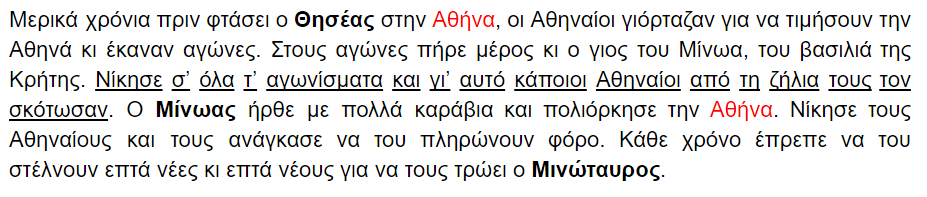 Μερικά χρόνια πριν φτάσει ο Θησέας στην Αθήνα, οι Αθηναίοι γιόρταζαν για να τιμήσουν την
Αθηνά κι έκαναν αγώνες. Στους αγώνες πήρε μέρος κι ο γιος του Μίνωα, του βασιλιά της
Κρήτης. Νίκησε σ’ όλα τ’ αγωνίσματα και γι’ αυτό κάποιοι Αθηναίοι από τη ζήλια τους τον
σκότωσαν. Ο Μίνωας ήρθε με πολλά καράβια και πολιόρκησε την Αθήνα. Νίκησε τους
Αθηναίους και τους ανάγκασε να του πληρώνουν φόρο. Κάθε χρόνο έπρεπε να του
στέλνουν επτά νέες κι επτά νέους για να τους τρώει ο Μινώταυρος.